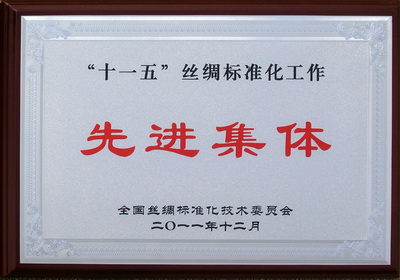 “十一五”丝绸标准化工作
先进集体
全国丝绸标准化技术委员会
二〇一一年十二月